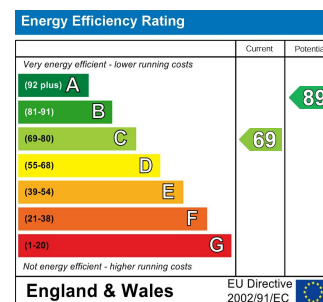 Energy Efficiency Rating
Current Potentia
Very energy efficient - lower running costs
(92 plus) A
(81-91) B
(69-80) C
(55-68) D
(39-54) E
(21-38) F
(1-20) G
89
69
Not energy efficient - higher running costs
England & Wales
EU Directive
2002/91/EC